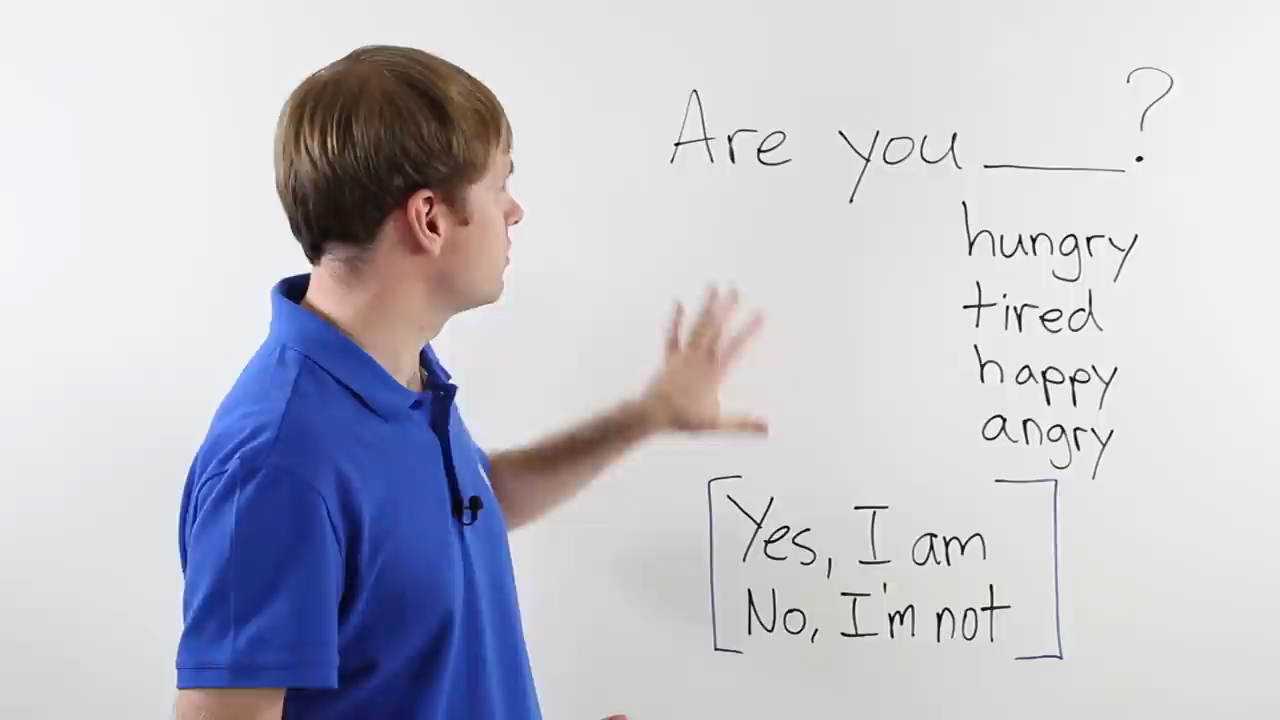 Are you ____?
hungry
tired
happy
angry
Yes, I am
No, I'm not